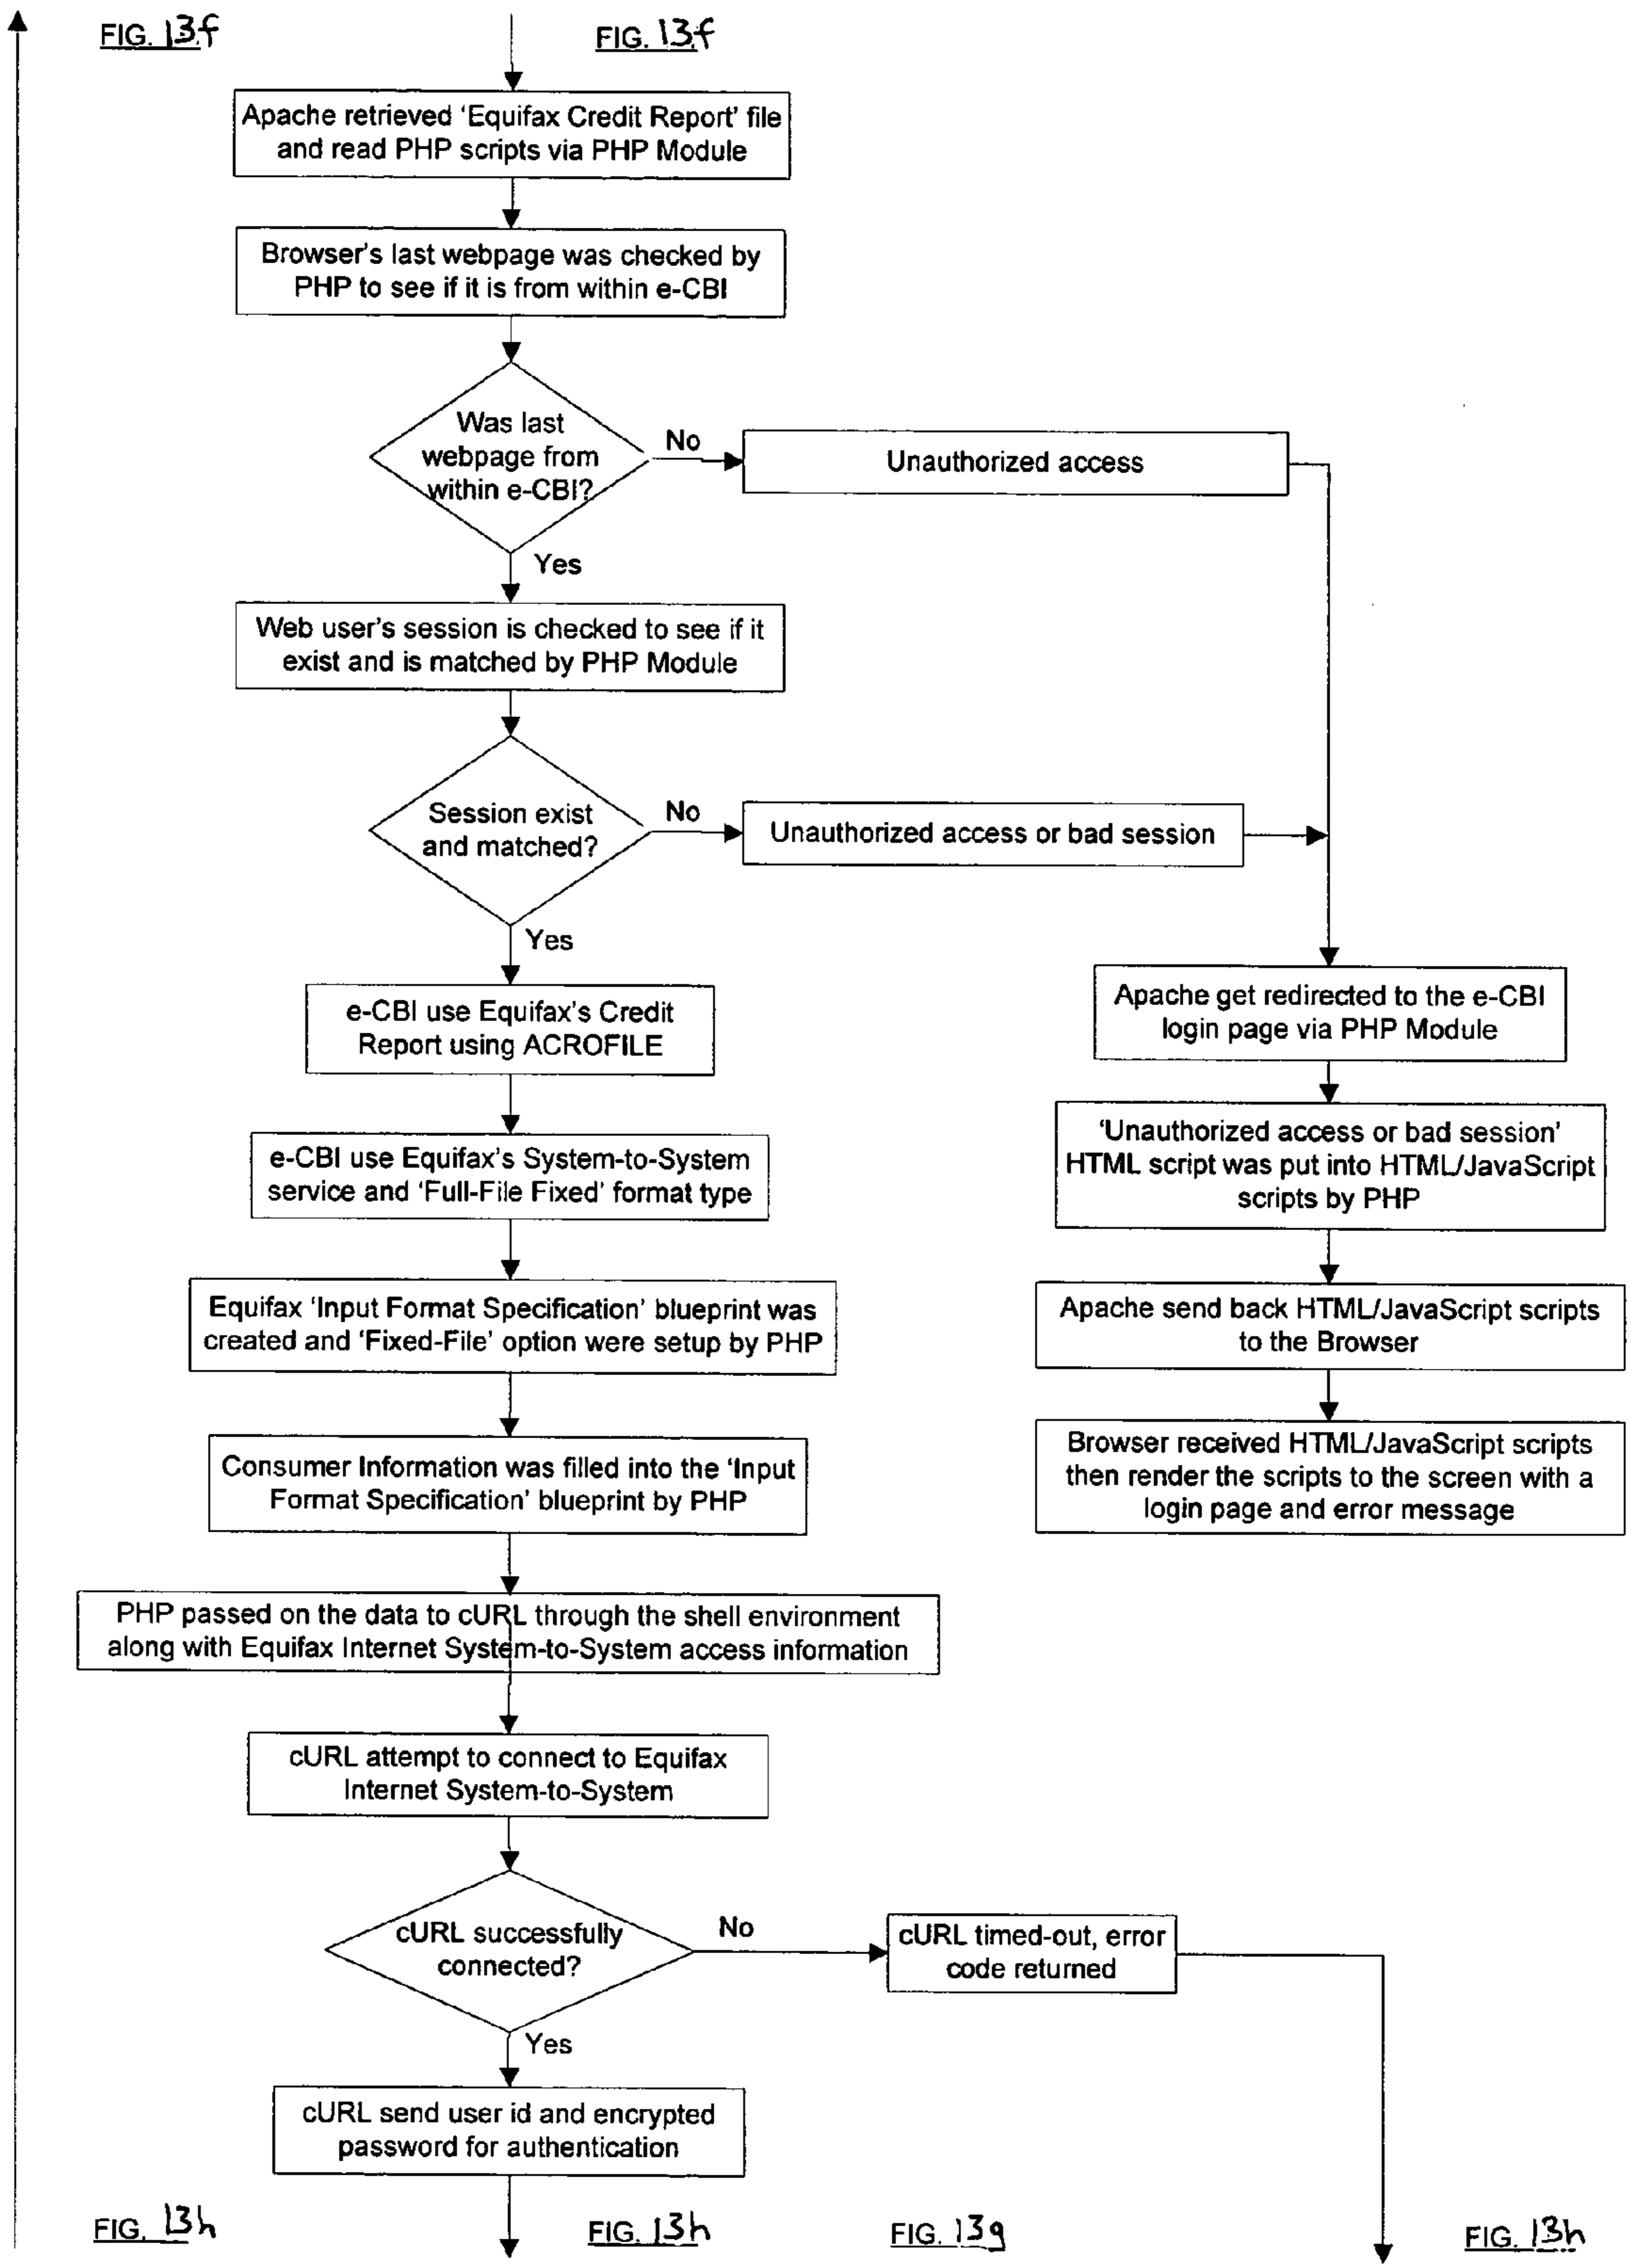 FIG. 13f
FIG. 13f
Apache retrieved ‘Equifax Credit Report’ file
and read PHP scripts via PHP Module
Browser’s last webpage was checked by
PHP to see if it is from within e-CBI
Was last
webpage from
within e-CBI?
No
Unauthorized access
Yes
Web user’s session is checked to see if it
exist and is matched by PHP Module
Session exist
and matched?
No
Unauthorized access or bad session
Yes
e-CBI use Equifax’s Credit
Report using ACROFILE
Apache get redirected to the e-CBI
login page via PHP Module
e-CBI use Equifax’s System-to-System
service and ‘Full-File Fixed’ format type
‘Unauthorized access or bad session’
HTML script was put into HTML/JavaScript
scripts by PHP
Equifax ‘Input Format Specification’ blueprint was
created and ‘Fixed-File’ option were setup by PHP
Apache send back HTML/JavaScript scripts
to the Browser
Consumer Information was filled into the ‘Input
Format Specification’ blueprint by PHP
Browser received HTML/JavaScript scripts
then render the scripts to the screen with a
login page and error message
PHP passed on the data to cURL through the shell environment
along with Equifax Internet System-to-System access information
cURL attempt to connect to Equifax
Internet System-to-System
cURL successfully
connected?
No
cURL timed-out, error
code returned
Yes
cURL send user id and encrypted
password for authentication
FIG. 13h
FIG. 13h
FIG. 13g
FIG. 13h